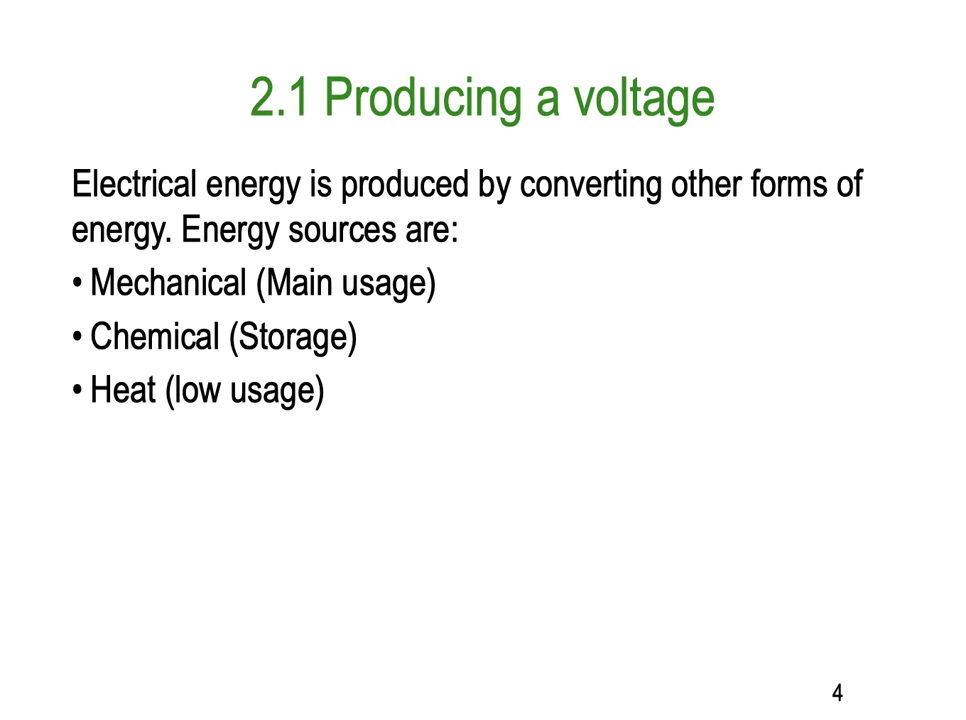 2.1 Producing a voltage
Electrical energy is produced by converting other forms of
energy. Energy sources are:
• Mechanical (Main usage)
• Chemical (Storage)
• Heat (low usage)
4